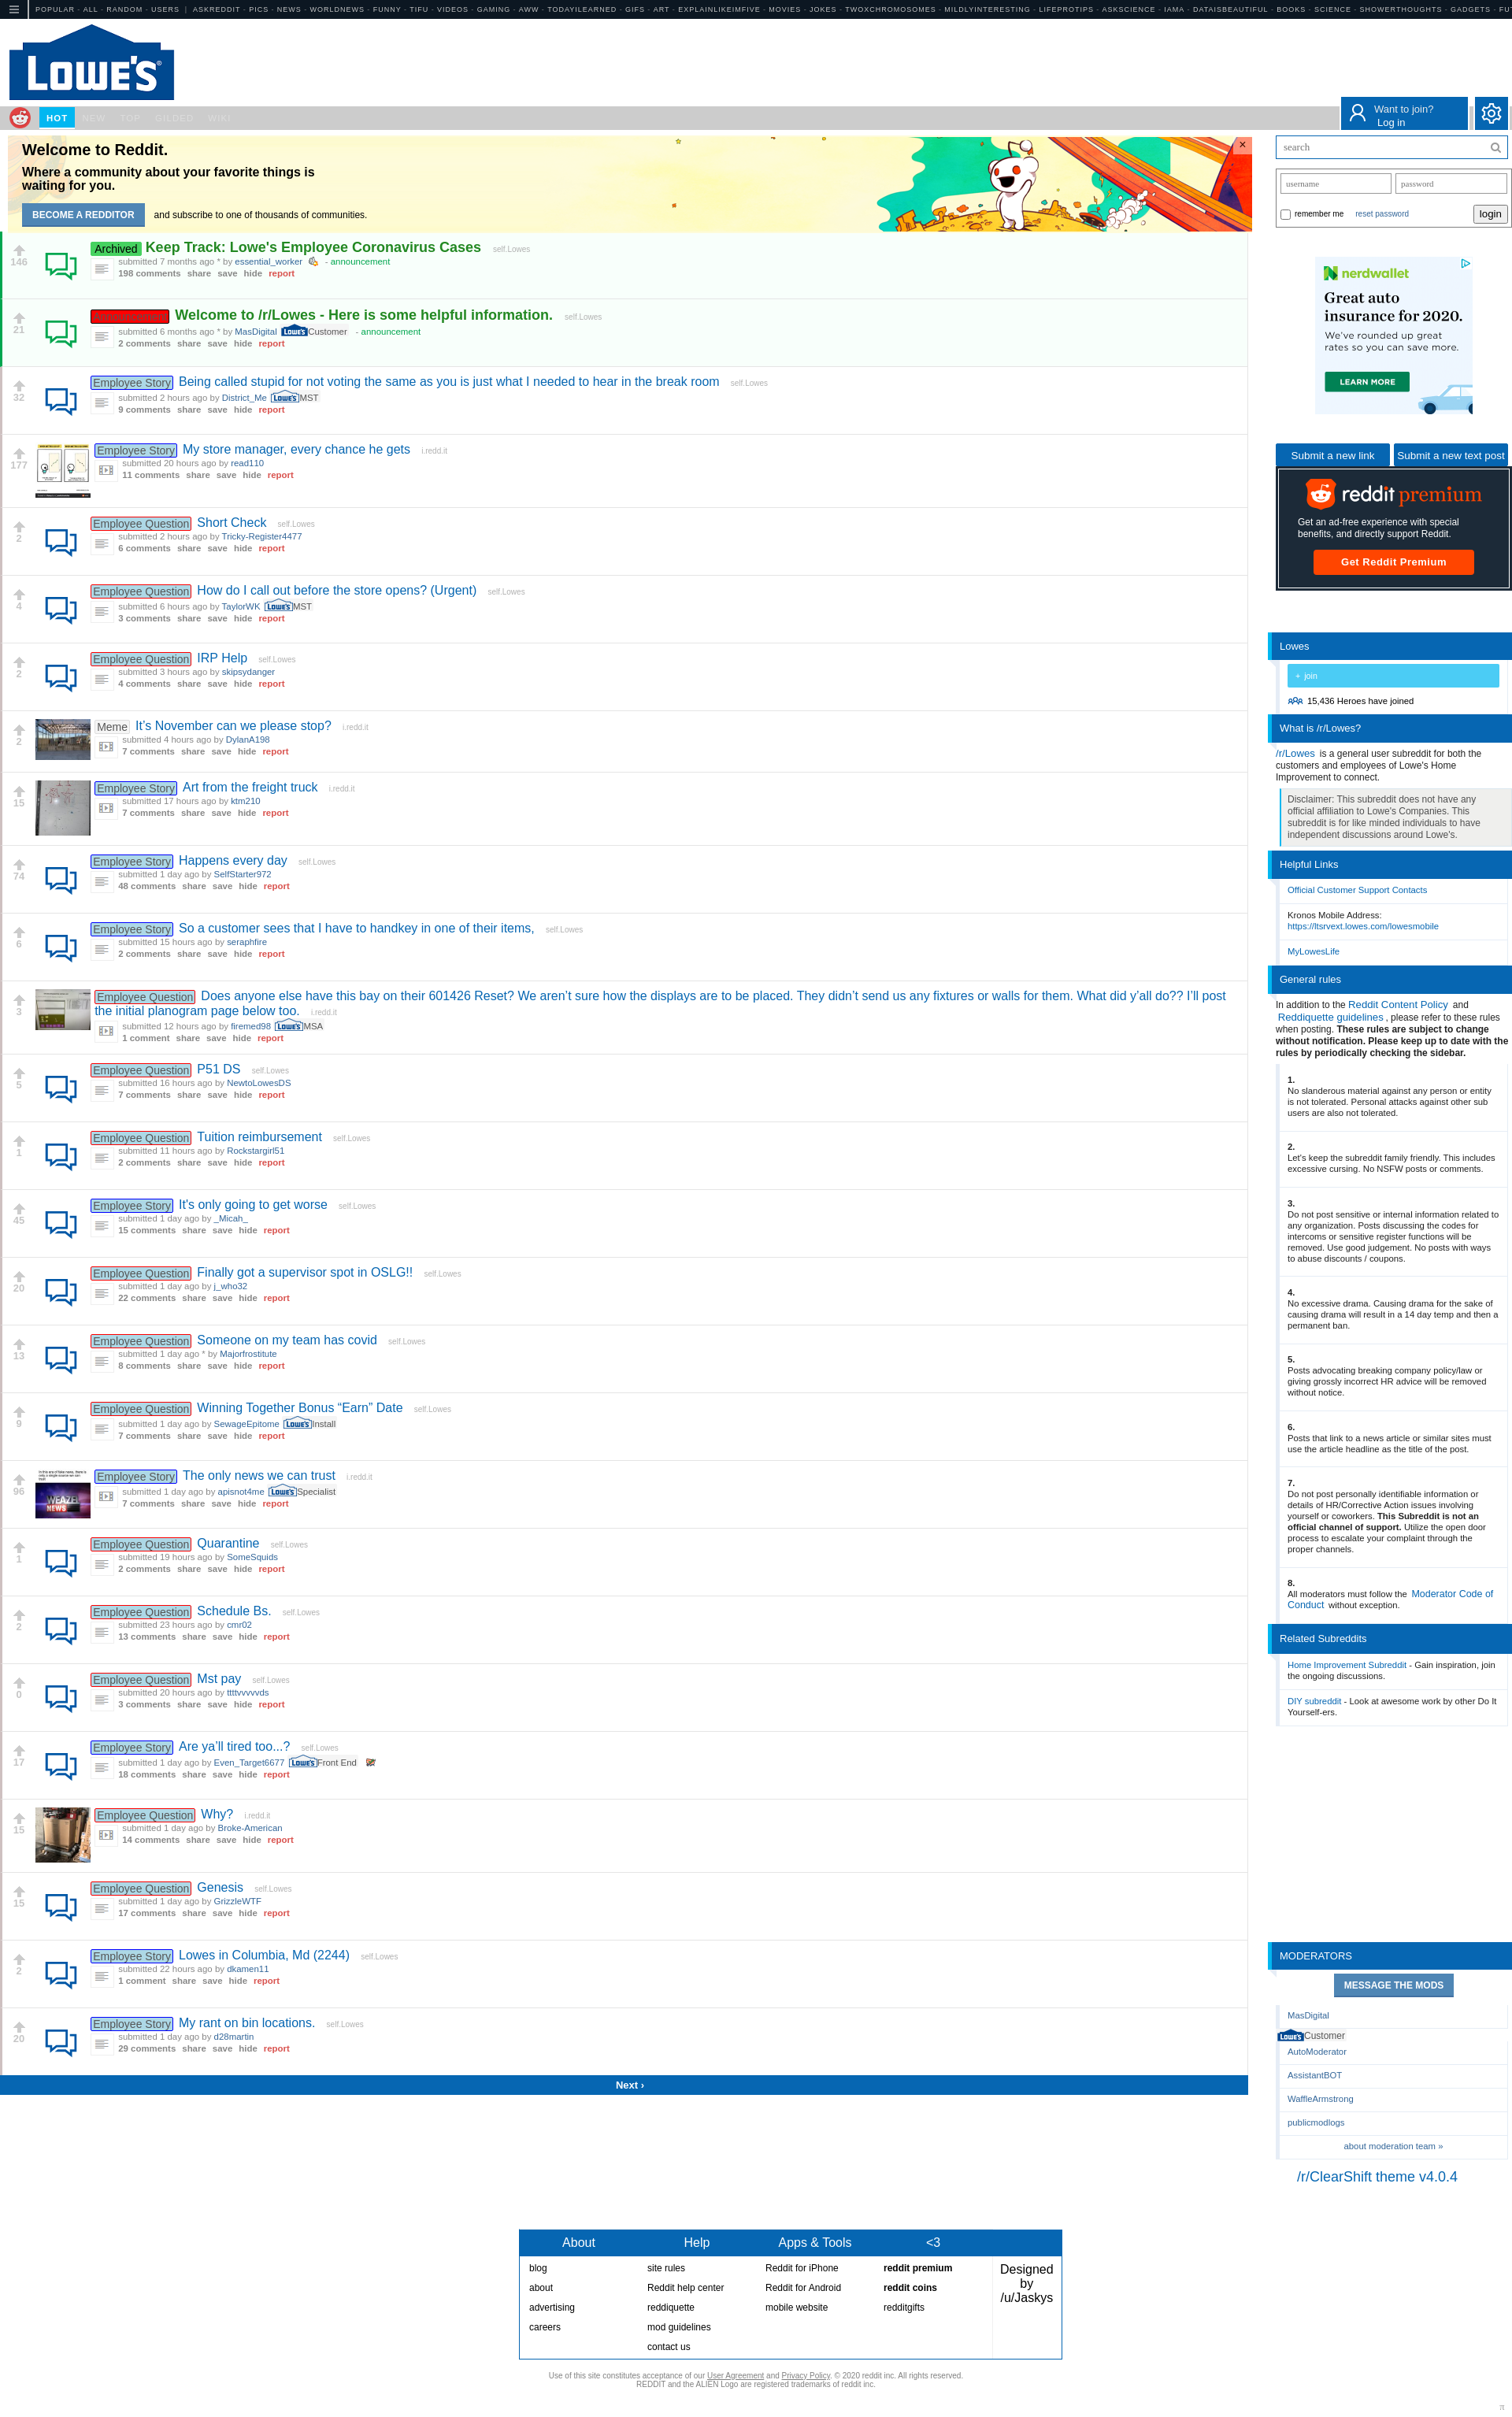 POPULAR - ALL - RANDOM - USERS | ASKREDDIT - PICS - NEWS - WORLDNEWS - FUNNY - TIFU - VIDEOS - GAMING - AWW - TODAYILEARNED - GIFS - ART - EXPLAINLIKEIMFIVE - MOVIES - JOKES - TWOXCHROMOSOMES - MILDLYINTERESTING - LIFEPROTIPS - ASKSCIENCE - IAMA - DATAISBEAUTIFUL - BOOKS - SCIENCE - SHOWERTHOUGHTS - GADGETS - FU
LOWE'S
HOT NEW TOP GILDED WIKI
Want to join?
Log in
Welcome to Reddit.
Where a community about your favorite things is
waiting for you.
BECOME A REDDITOR and subscribe to one of thousands of communities.
×
146
Archived Keep Track: Lowe's Employee Coronavirus Cases self.Lowes
submitted 7 months ago * by essential_worker - announcement
198 comments share save hide report
21
Welcome to /r/Lowes - Here is some helpful information. self.Lowes
submitted 6 months ago * by MasDigital LOWE'S Customer - announcement
2 comments share save hide report
32
Employee Story Being called stupid for not voting the same as you is just what I needed to hear in the break room self.Lowes
submitted 2 hours ago by District_Me LOWE'S MST
9 comments share save hide report
177
Employee Story My store manager, every chance he gets i.redd.it
submitted 20 hours ago by read110
11 comments share save hide report
2
Employee Question Short Check self.Lowes
submitted 2 hours ago by Tricky-Register4477
6 comments share save hide report
4
Employee Question How do I call out before the store opens? (Urgent) self.Lowes
submitted 6 hours ago by TaylorWK LOWE'S MST
3 comments share save hide report
2
Employee Question IRP Help self.Lowes
submitted 3 hours ago by skipsydanger
4 comments share save hide report
2
Meme It's November can we please stop? i.redd.it
submitted 4 hours ago by DylanA198
7 comments share save hide report
15
Employee Story Art from the freight truck i.redd.it
submitted 17 hours ago by ktm210
7 comments share save hide report
74
Employee Story Happens every day self.Lowes
submitted 1 day ago by SelfStarter972
48 comments share save hide report
6
Employee Story So a customer sees that I have to handkey in one of their items, self.Lowes
submitted 15 hours ago by seraphfire
2 comments share save hide report
3
Employee Question Does anyone else have this bay on their 601426 Reset? We aren't sure how the displays are to be placed. They didn't send us any fixtures or walls for them. What did y'all do?? I'll post
the initial planogram page below too. i.redd.it
submitted 12 hours ago by firemed98 LOWE'S MSA
1 comment share save hide report
5
Employee Question P51 DS self.Lowes
submitted 16 hours ago by NewtoLowesDS
7 comments share save hide report
1
Employee Question Tuition reimbursement self.Lowes
submitted 11 hours ago by Rockstargirl51
2 comments share save hide report
45
Employee Story It's only going to get worse self.Lowes
submitted 1 day ago by _Micah_
15 comments share save hide report
20
Employee Question Finally got a supervisor spot in OSLG!! self.Lowes
submitted 1 day ago by j_who32
22 comments share save hide report
13
Employee Question Someone on my team has covid self.Lowes
submitted 1 day ago * by Majorfrostitute
8 comments share save hide report
9
Employee Question Winning Together Bonus “Earn” Date self.Lowes
submitted 1 day ago by SewageEpitome LOWE'S Install
7 comments share save hide report
96
WEAZEL NEWS
Employee Story The only news we can trust i.redd.it
submitted 1 day ago by apisnot4me LOWE'S Specialist
7 comments share save hide report
1
Employee Question Quarantine self.Lowes
submitted 19 hours ago by SomeSquids
2 comments share save hide report
2
Employee Question Schedule Bs. self.Lowes
submitted 23 hours ago by cmr02
13 comments share save hide report
0
Employee Question Mst pay self.Lowes
submitted 20 hours ago by ttttvvvvvds
3 comments share save hide report
17
Employee Story Are ya'll tired too...? self.Lowes
submitted 1 day ago by Even_Target6677 LOWE'S Front End
18 comments share save hide report
15
Employee Question Why? i.redd.it
submitted 1 day ago by Broke-American
14 comments share save hide report
15
Employee Question Genesis self.Lowes
submitted 1 day ago by GrizzleWTF
17 comments share save hide report
2
Employee Story Lowes in Columbia, Md (2244) self.Lowes
submitted 22 hours ago by dkamen11
1 comment share save hide report
20
Employee Story My rant on bin locations. self.Lowes
submitted 1 day ago by d28martin
29 comments share save hide report
Next ›
search
username password
remember me reset password login
nerdwallet
Great auto
insurance for 2020.
We've rounded up great
rates so you can save more.
LEARN MORE
Submit a new link Submit a new text post
reddit premium
Get an ad-free experience with special
benefits, and directly support Reddit.
Get Reddit Premium
Lowes
+ join
15,436 Heroes have joined
What is /r/Lowes?
/r/Lowes is a general user subreddit for both the
customers and employees of Lowe's Home
Improvement to connect.
Disclaimer: This subreddit does not have any
official affiliation to Lowe's Companies. This
subreddit is for like minded individuals to have
independent discussions around Lowe's.
Helpful Links
Official Customer Support Contacts
Kronos Mobile Address:
https://ltsrvext.lowes.com/lowesmobile
MyLowesLife
General rules
In addition to the Reddit Content Policy and
Reddiquette guidelines , please refer to these rules
when posting. These rules are subject to change
without notification. Please keep up to date with the
rules by periodically checking the sidebar.
1.
No slanderous material against any person or entity
is not tolerated. Personal attacks against other sub
users are also not tolerated.
2.
Let's keep the subreddit family friendly. This includes
excessive cursing. No NSFW posts or comments.
3.
Do not post sensitive or internal information related to
any organization. Posts discussing the codes for
intercoms or sensitive register functions will be
removed. Use good judgement. No posts with ways
to abuse discounts / coupons.
4.
No excessive drama. Causing drama for the sake of
causing drama will result in a 14 day temp and then a
permanent ban.
5.
Posts advocating breaking company policy/law or
giving grossly incorrect HR advice will be removed
without notice.
6.
Posts that link to a news article or similar sites must
use the article headline as the title of the post.
7.
Do not post personally identifiable information or
details of HR/Corrective Action issues involving
yourself or coworkers. This Subreddit is not an
official channel of support. Utilize the open door
process to escalate your complaint through the
proper channels.
8.
All moderators must follow the Moderator Code of
Conduct without exception.
Related Subreddits
Home Improvement Subreddit - Gain inspiration, join
the ongoing discussions.
DIY subreddit - Look at awesome work by other Do It
Yourself-ers.
MODERATORS
MESSAGE THE MODS
MasDigital
LOWE'S Customer
AutoModerator
AssistantBOT
WaffleArmstrong
publicmodlogs
about moderation team »
/r/ClearShift theme v4.0.4
About Help Apps & Tools <3
blog site rules Reddit for iPhone reddit premium Designed
about Reddit help center Reddit for Android reddit coins by
advertising reddiquette mobile website redditgifts /u/Jaskys
careers mod guidelines
contact us
Use of this site constitutes acceptance of our User Agreement and Privacy Policy. © 2020 reddit inc. All rights reserved.
REDDIT and the ALIEN Logo are registered trademarks of reddit inc.